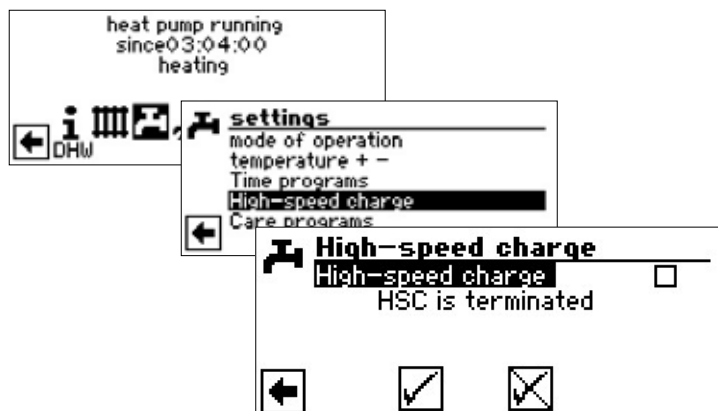 heat pump running
since03:04:00
heating
DHW
settings
mode of operation
temperature + −
Time programs
High-speed charge
Care programs
High-speed charge
High-speed charge
HSC is terminated